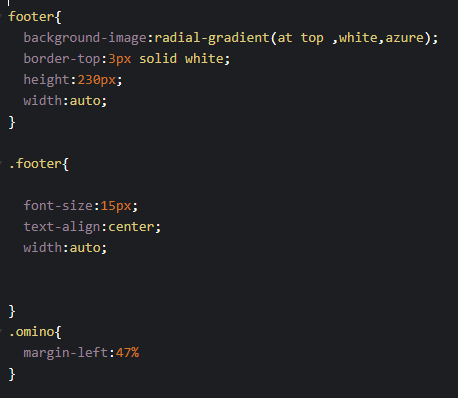 footer{
background-image:radial-gradient(at top ,white,azure);
border-top:3px solid white;
height:230px;
width:auto;
}
.footer{
font-size:15px;
text-align:center;
width:auto;
}
.omino{
margin-left:47%
}